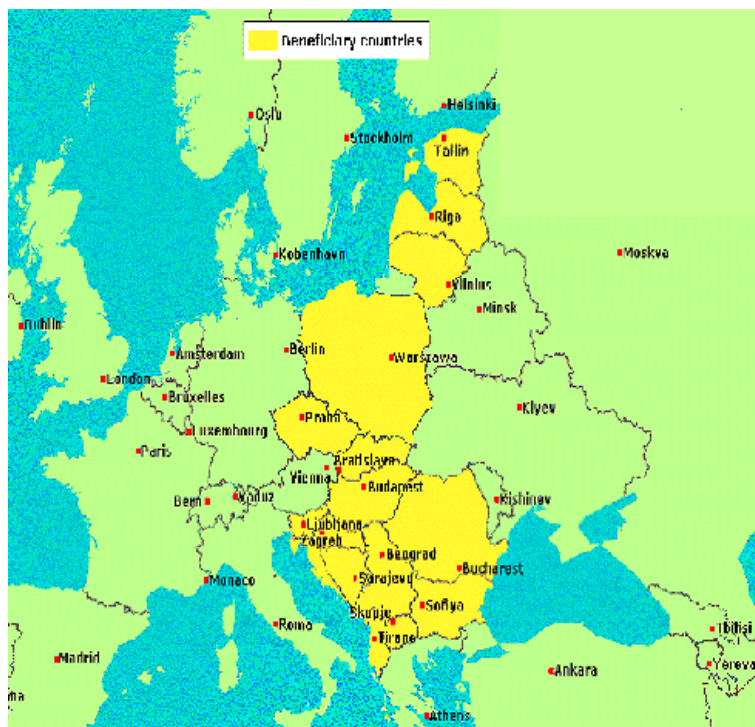 Beneficiary countries
Helsinki
Oslo
Stockholm
Tallin
Riga
Kobenhavn
Moskva
Vilnius
Minsk
Dublin
Amsterdam
Berlin
Warszawa
London
Bruxelles
Kiyev
Praha
Luxembourg
Paris
Bratislava
Vienna
Budapest
Bern
Vaduz
Kishinev
Ljubljana
Zagreb
Beograd
Bucharest
Monaco
Sarajevo
Sofiya
Skopje
Roma
Tirane
Tbilisi
Madrid
Ankara
Yereva
Athens